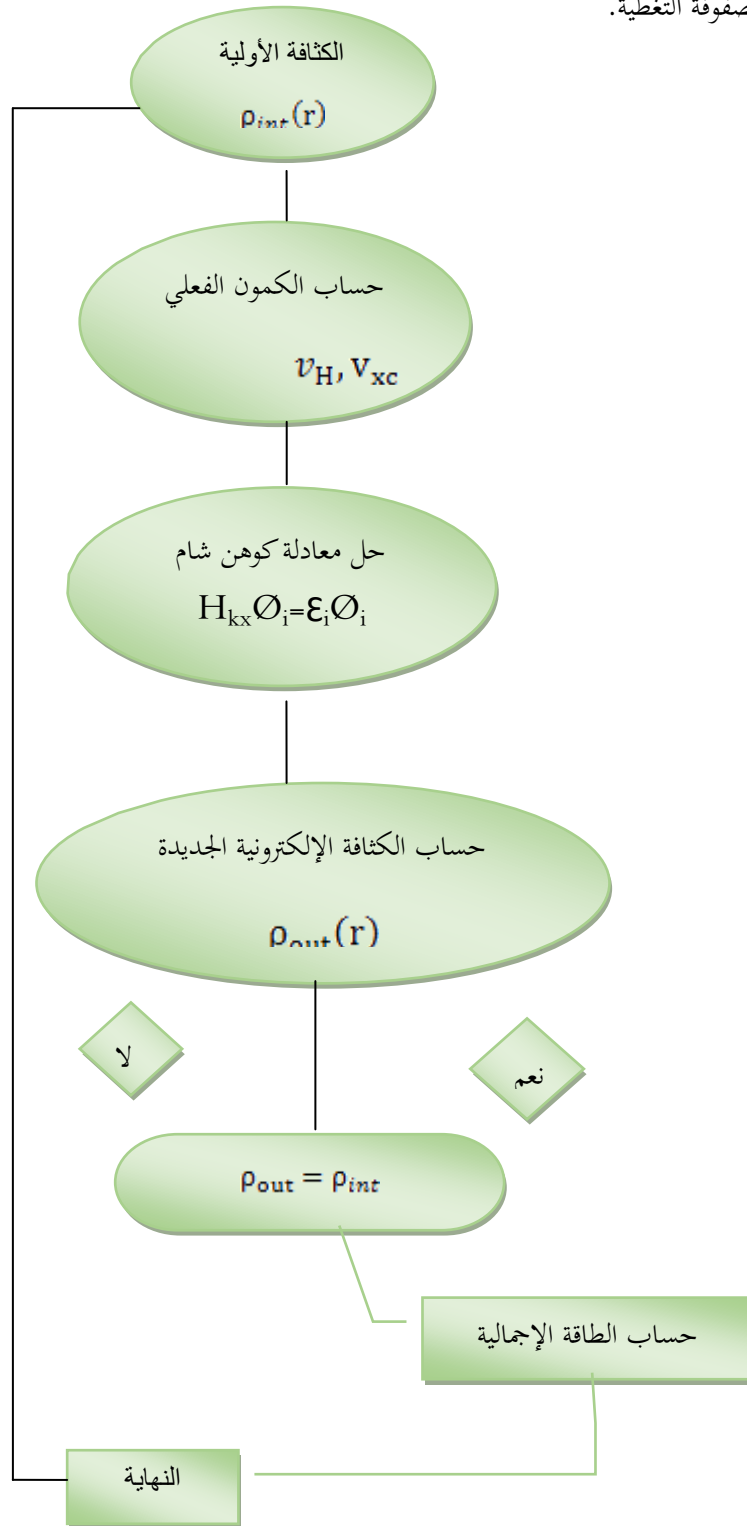 صفوفة التغطية.
الكثافة الأولية
ρint(r)
حساب الكمون الفعلي
𝑣H, vxc
حل معادلة كوهن شام
HkxØi=Ɛiؼi
حساب الكثافة الإلكترونية الجديدة
ρout(r)
لا
نعم
ρout = ρint
حساب الطاقة الإجمالية
النهاية